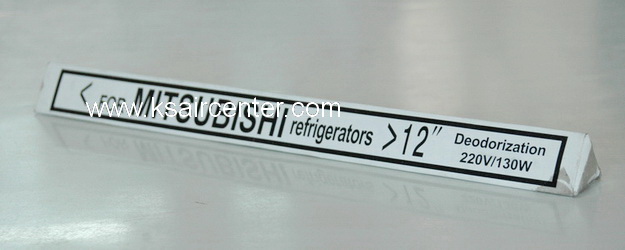 < FOR MITSUBISHI refrigerators >12"
Deodorization
220V/130W
www.ksaircenter.com